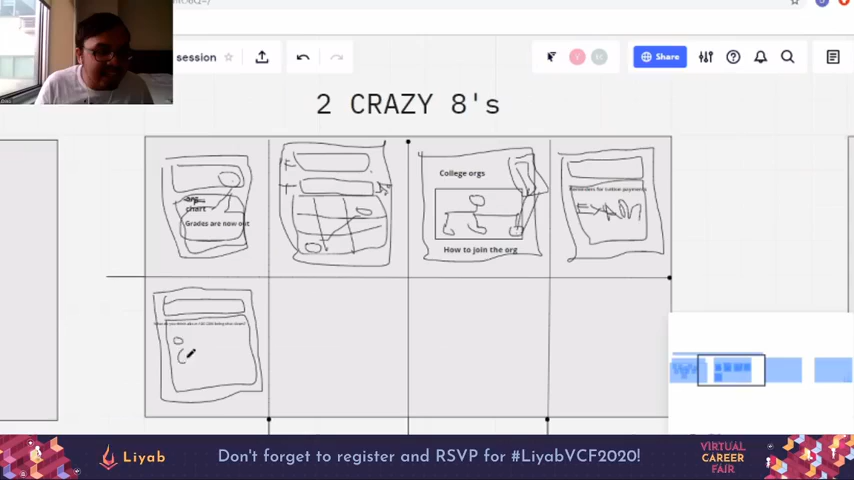 session
Share
2 CRAZY 8's
chart
Grades are now out
College orgs
How to join the org
Reminders for tuition payments
EXAM
Liyab
Don't forget to register and RSVP for #LiyabVCF2020!
VIRTUAL
CAREER
FAIR